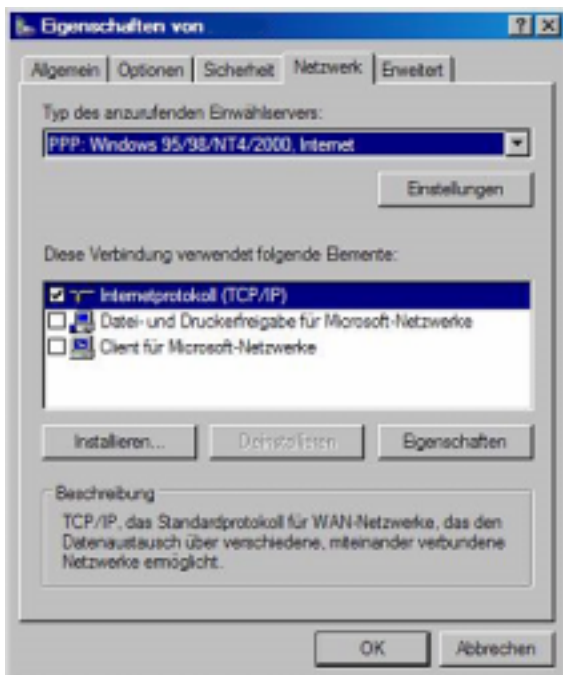 Eigenschaften von
Allgemein Optionen Sicherheit Netzwerk Erweitert
Typ des anzurufenden Einwählservers:
PPP: Windows 95/98/NT4/2000, Internet
Einstellungen
Diese Verbindung verwendet folgende Elemente:
Internetprotokoll (TCP/IP)
Datei- und Druckerfreigabe für Microsoft-Netzwerke
Client für Microsoft-Netzwerke
Installieren... Deinstallieren Eigenschaften
Beschreibung
TCP/IP, das Standardprotokoll für WAN-Netzwerke, das den
Datenaustausch über verschiedene, miteinander verbundene
Netzwerke ermöglicht.
OK Abbrechen